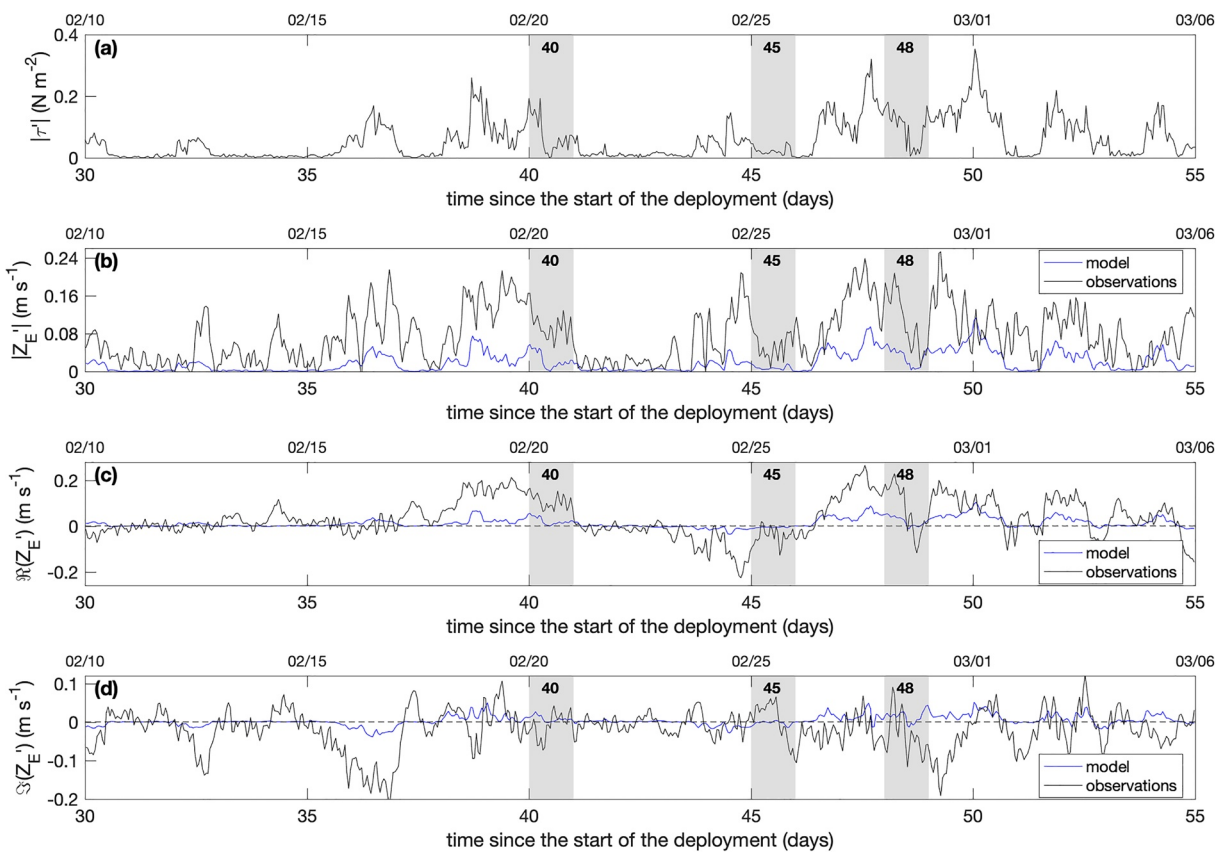 02/10 02/15 02/20 02/25 03/01 03/06
0.4 (a) 40 45 48
0.2
0
|τ'| (N m-2)
30 35 40 45 50 55
time since the start of the deployment (days)
02/10 02/15 02/20 02/25 03/01 03/06
0.24 (b) 40 45 48
model
observations
0.16
0.08
0
|ZE'| (m s-1)
30 35 40 45 50 55
time since the start of the deployment (days)
02/10 02/15 02/20 02/25 03/01 03/06
(c) 40 45 48
0.2
0
-0.2
ℜ(ZE') (m s-1)
model
observations
30 35 40 45 50 55
time since the start of the deployment (days)
02/10 02/15 02/20 02/25 03/01 03/06
0.1 (d) 40 45 48
0
-0.1
-0.2
ℑ(ZE') (m s-1)
model
observations
30 35 40 45 50 55
time since the start of the deployment (days)